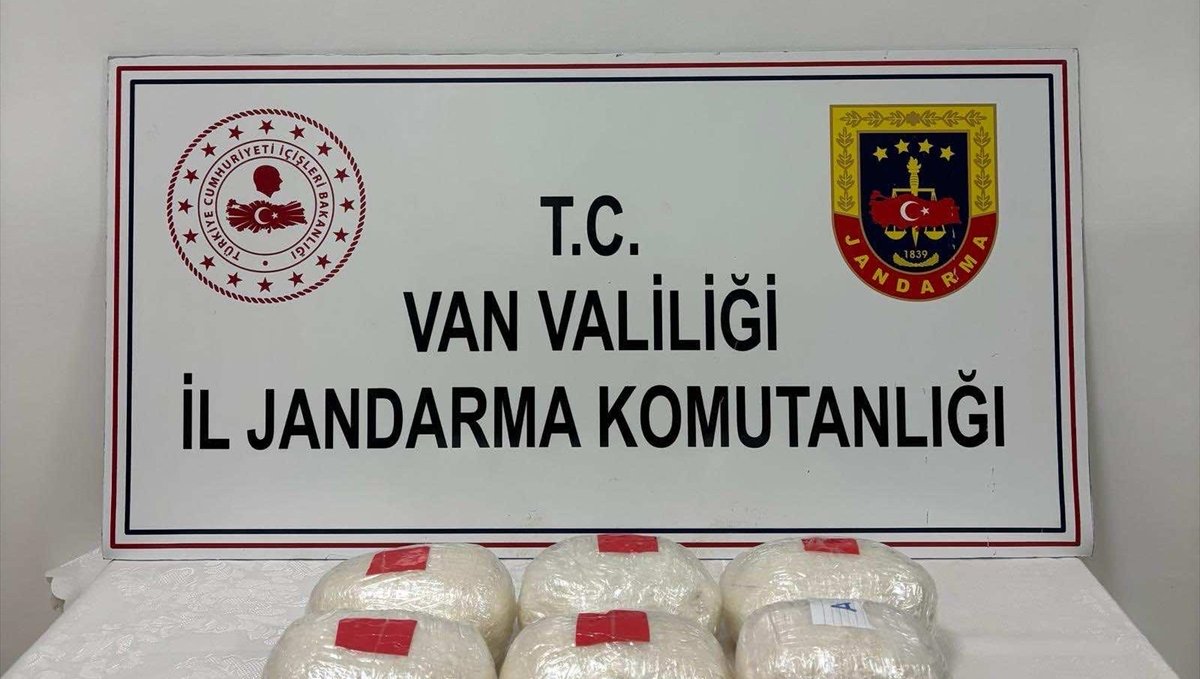 TÜRKİYE CUMHURİYETİ İÇİŞLERİ BAKANLIĞI
T.C.
VAN VALİLİĞİ
İL JANDARMA KOMUTANLIĞI
1839
JANDARMA
A